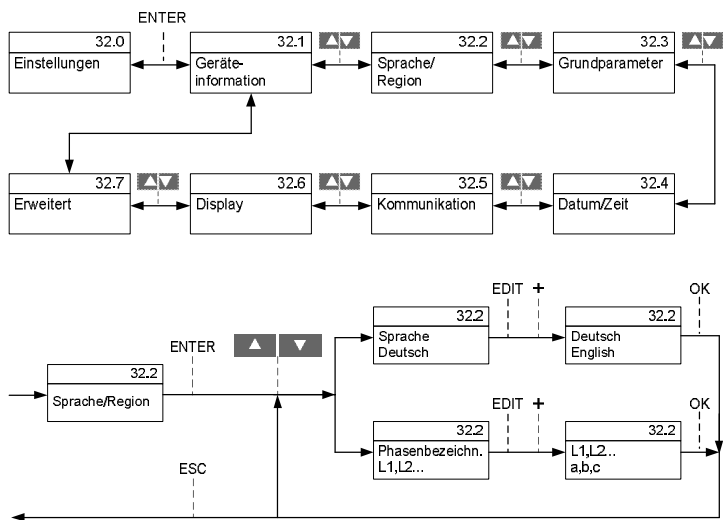 ENTER
32.0
Einstellungen
32.1
Geräte-
information
32.2
Sprache/
Region
32.3
Grundparameter
32.7
Erweitert
32.6
Display
32.5
Kommunikation
32.4
Datum/Zeit
32.2
Sprache/Region
ENTER
ESC
32.2
Sprache
Deutsch
EDIT +
32.2
Deutsch
English
OK
32.2
Phasenbezeichn.
L1,L2...
EDIT +
32.2
L1,L2...
a,b,c
OK